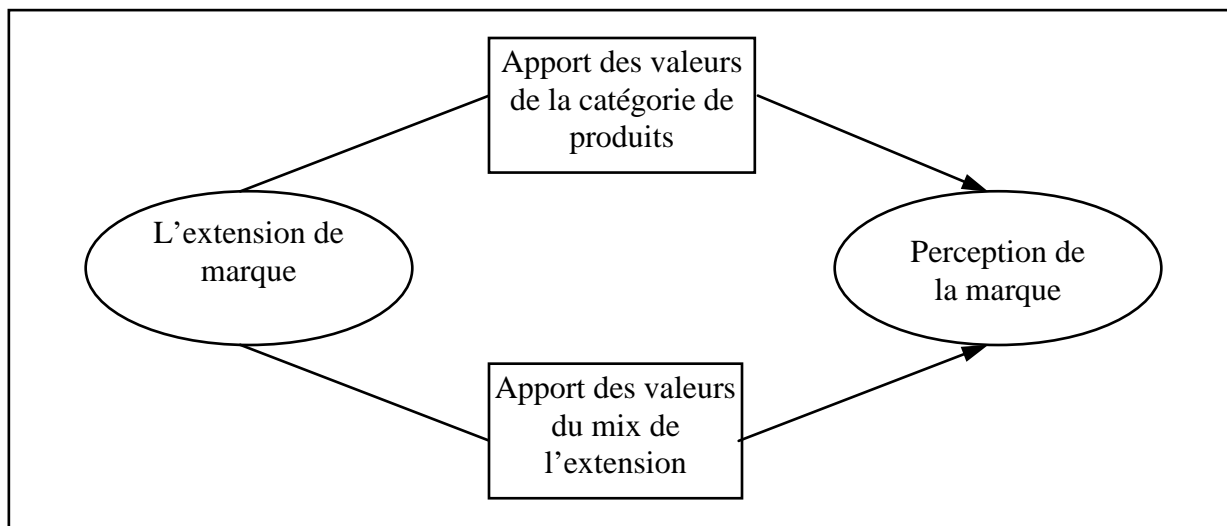 Apport des valeurs
de la catégorie de
produits
L’extension de
marque
Perception de
la marque
Apport des valeurs
du mix de
l’extension